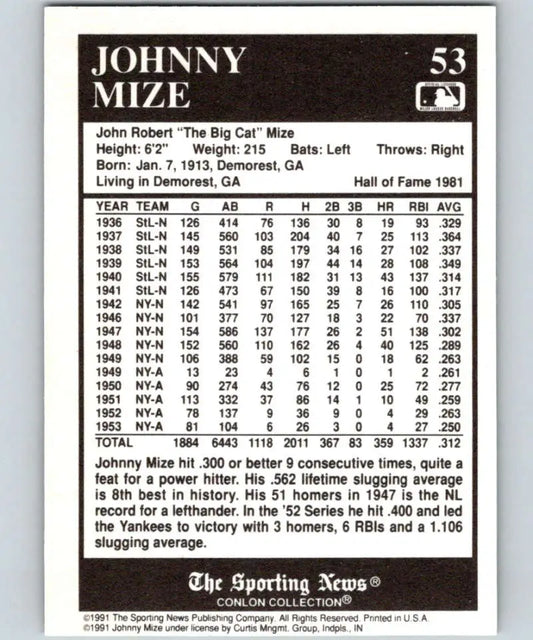 JOHNNY
MIZE
53
John Robert "The Big Cat" Mize
Height: 6'2" Weight: 215 Bats: Left Throws: Right
Born: Jan. 7, 1913, Demorest, GA
Living in Demorest, GA Hall of Fame 1981
YEAR TEAM G AB R H 2B 3B HR RBI AVG
1936 StL-N 126 414 76 136 30 8 19 93 .329
1937 StL-N 145 560 103 204 40 7 25 113 .364
1938 StL-N 149 531 85 179 34 16 27 102 .337
1939 StL-N 153 564 104 197 44 14 28 108 .349
1940 StL-N 155 579 111 182 31 13 43 137 .314
1941 StL-N 126 473 67 150 39 8 16 100 .317
1942 NY-N 142 541 97 165 25 7 26 110 .305
1946 NY-N 101 377 70 127 18 3 22 70 .337
1947 NY-N 154 586 137 177 26 2 51 138 .302
1948 NY-N 152 560 110 162 26 4 40 125 .289
1949 NY-N 106 388 59 102 15 0 18 62 .263
1949 NY-A 13 23 4 6 1 0 1 2 .261
1950 NY-A 90 274 43 76 12 0 25 72 .277
1951 NY-A 113 332 37 86 14 1 10 49 .259
1952 NY-A 78 137 9 36 9 0 4 29 .263
1953 NY-A 81 104 6 26 3 0 4 27 .250
TOTAL 1884 6443 1118 2011 367 83 359 1337 .312
Johnny Mize hit .300 or better 9 consecutive times, quite a
feat for a power hitter. His .562 lifetime slugging average
is 8th best in history. His 51 homers in 1947 is the NL
record for a lefthander. In the '52 Series he hit .400 and led
the Yankees to victory with 3 homers, 6 RBIs and a 1.106
slugging average.
The Sporting News®
CONLON COLLECTION®
©1991 The Sporting News Publishing Company. All Rights Reserved. Printed in U.S.A.
©1991 Johnny Mize under license by Curtis Mngmt. Group, Indpls., IN